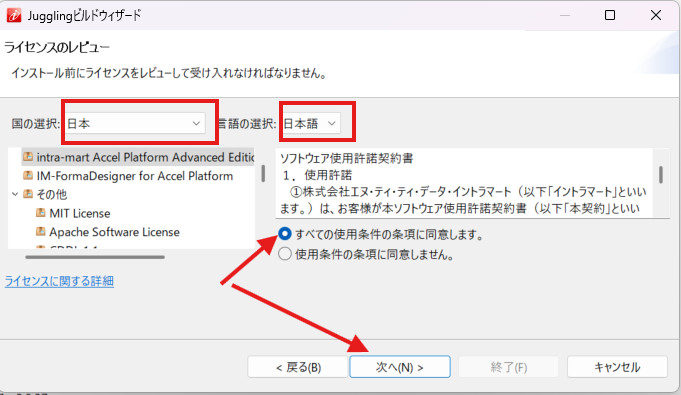 Jugglingビルドウィザード
ライセンスのレビュー
インストール前にライセンスをレビューして受け入れなければなりません。
国の選択: 日本 言語の選択: 日本語
intra-mart Accel Platform Advanced Editic
IM-FormaDesigner for Accel Platform
その他
MIT License
Apache Software License
ソフトウェア使用許諾契約書
１．使用許諾
①株式会社エヌ・ティ・ティ・データ・イントラマート（以下「イントラマート」といい
ます。）は、お客様が本ソフトウェア使用許諾契約書（以下「本契約」といい
すべての使用条件の条項に同意します。
使用条件の条項に同意しません。
ライセンスに関する詳細
< 戻る(B) 次へ(N) > 終了(F) キャンセル